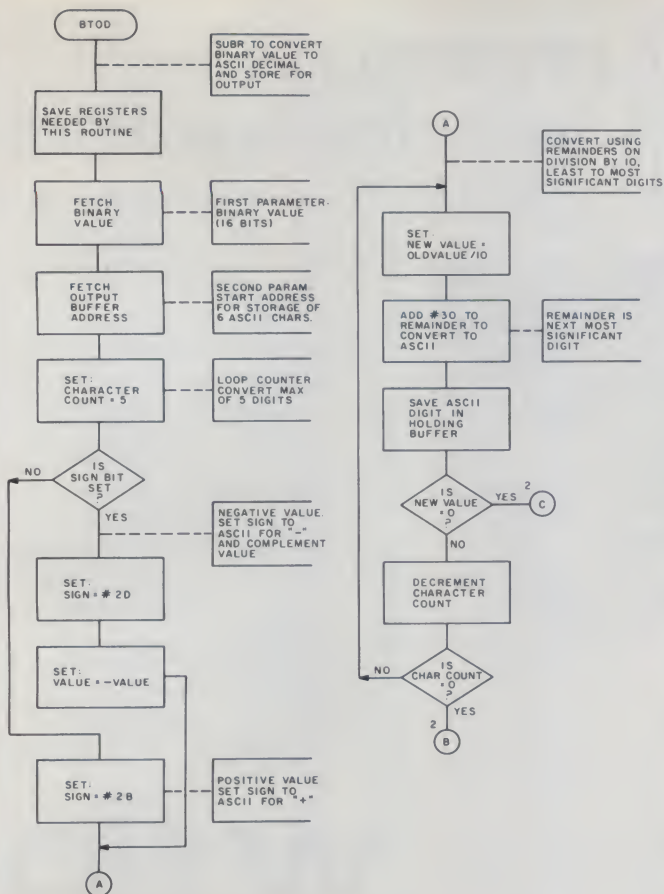 BTOD
SUBR TO CONVERT
BINARY VALUE TO
ASCII DECIMAL
AND STORE FOR
OUTPUT
SAVE REGISTERS
NEEDED BY
THIS ROUTINE
FETCH
BINARY
VALUE
FIRST PARAMETER:
BINARY VALUE
(16 BITS)
FETCH
OUTPUT
BUFFER
ADDRESS
SECOND PARAM
START ADDRESS
FOR STORAGE OF
6 ASCII CHARS.
SET:
CHARACTER
COUNT = 5
LOOP COUNTER
CONVERT MAX
OF 5 DIGITS
IS
SIGN BIT
SET
?
NO
YES
NEGATIVE VALUE.
SET SIGN TO
ASCII FOR "-"
AND COMPLEMENT
VALUE
SET:
SIGN = # 2D
SET:
VALUE = -VALUE
SET:
SIGN = # 2B
POSITIVE VALUE
SET SIGN TO
ASCII FOR "+"
A
A
CONVERT USING
REMAINDERS ON
DIVISION BY 10,
LEAST TO MOST
SIGNIFICANT DIGITS
SET:
NEW VALUE =
OLDVALUE/10
ADD #30 TO
REMAINDER TO
CONVERT TO
ASCII
REMAINDER IS
NEXT MOST
SIGNIFICANT
DIGIT
SAVE ASCII
DIGIT IN
HOLDING
BUFFER
IS
NEW VALUE
=0
?
YES
2
C
NO
DECREMENT
CHARACTER
COUNT
IS
CHAR COUNT
=0
?
NO
YES
2
B